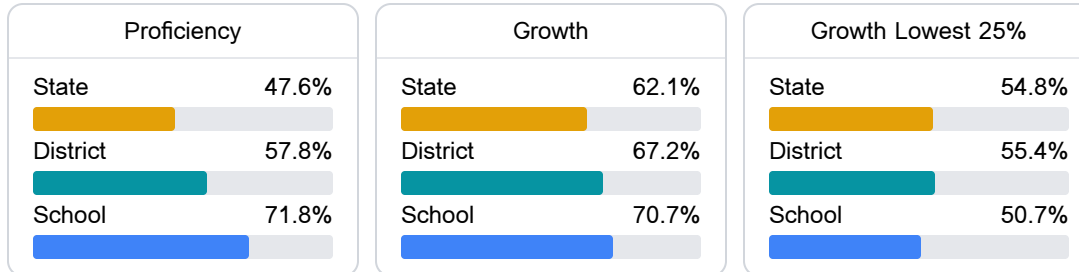 Proficiency
State 47.6%
District 57.8%
School 71.8%
Growth
State 62.1%
District 67.2%
School 70.7%
Growth Lowest 25%
State 54.8%
District 55.4%
School 50.7%